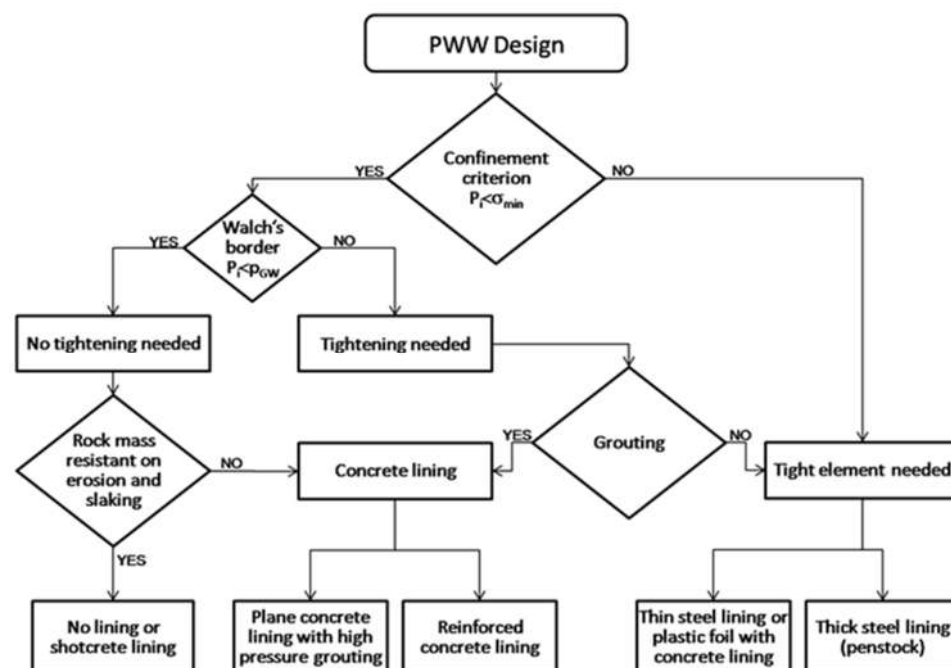 PWW Design
Confinement
criterion
Pi<σmin
YES
NO
Walch's
border
Pi<pGW
YES
NO
No tightening needed
Tightening needed
Rock mass
resistant on
erosion and
slaking
NO
Concrete lining
YES
Grouting
NO
Tight element needed
YES
No lining or
shotcrete lining
Plane concrete
lining with high
pressure grouting
Reinforced
concrete lining
Thin steel lining or
plastic foil with
concrete lining
Thick steel lining
(penstock)